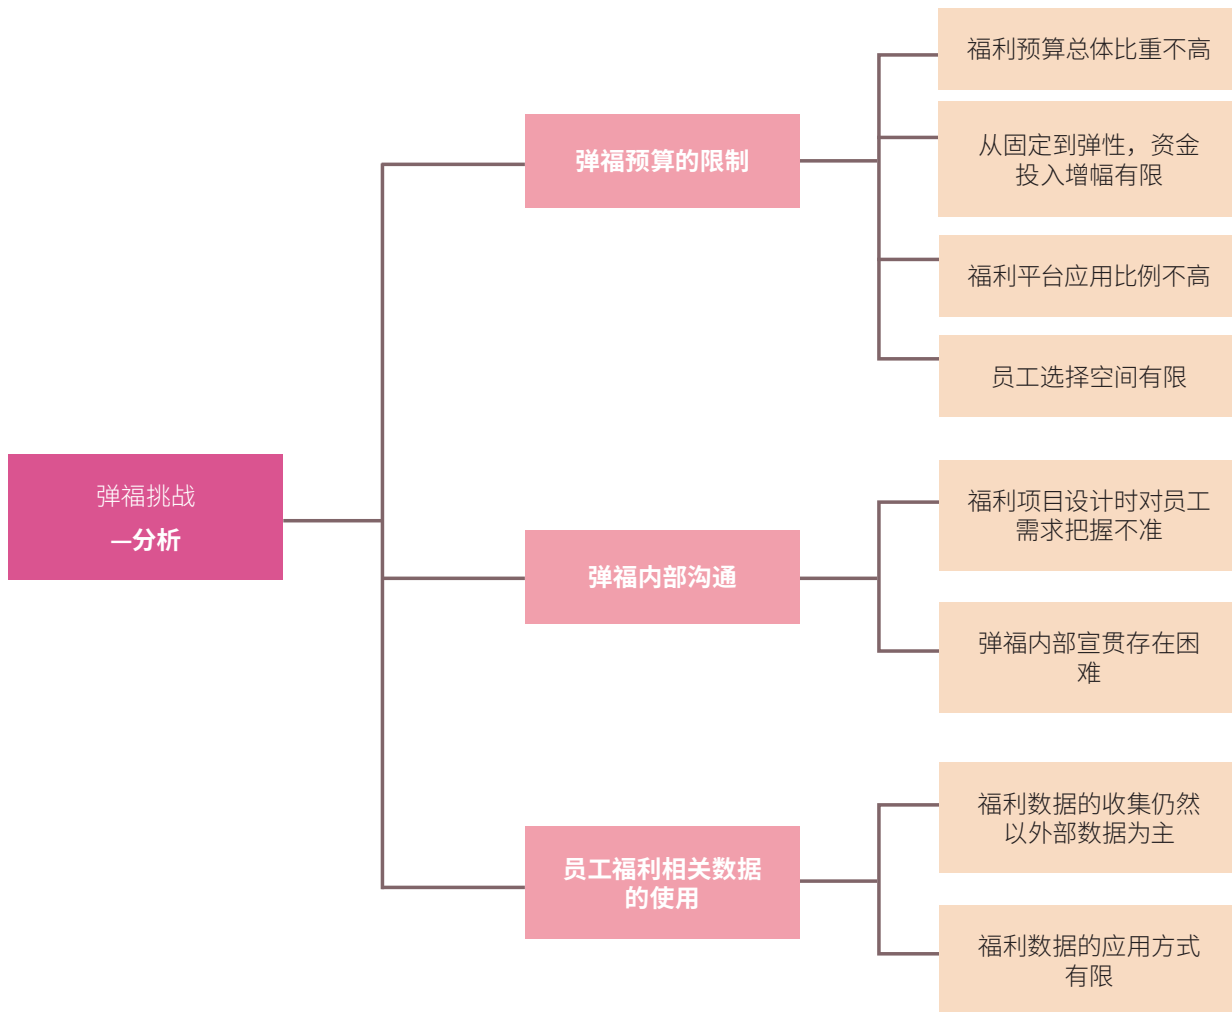 弹福挑战
—分析
弹福预算的限制
福利预算总体比重不高
从固定到弹性，资金
投入增幅有限
福利平台应用比例不高
员工选择空间有限
弹福内部沟通
福利项目设计时对员工
需求把握不准
弹福内部宣贯存在困
难
员工福利相关数据
的使用
福利数据的收集仍然
以外部数据为主
福利数据的应用方式
有限